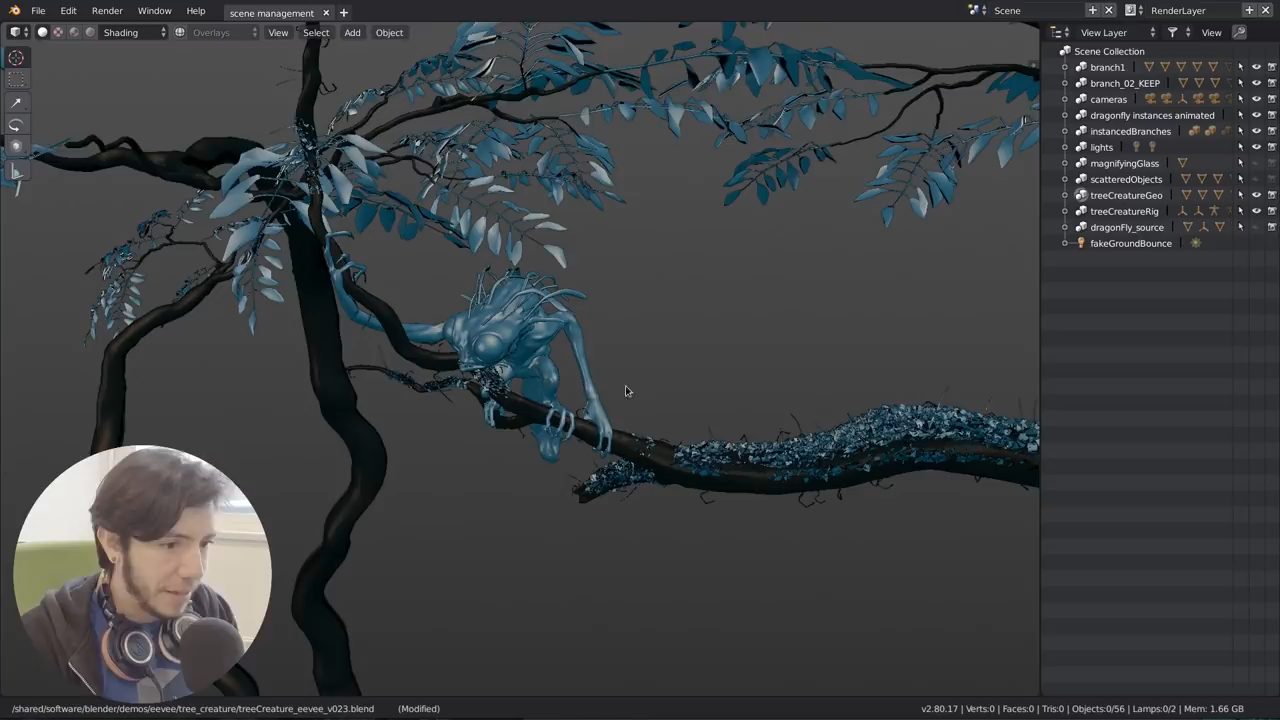 File Edit Render Window Help scene management Scene RenderLayer
Shading Overlays View Select Add Object View Layer View
Scene Collection
branch1
branch_02_KEEP
cameras
dragonfly instances animated
instancedBranches
lights
magnifyingGlass
scatteredObjects
treeCreatureGeo
treeCreatureRig
dragonFly_source
fakeGroundBounce
/shared/software/blender/demos/eevee/tree_creature/treeCreature_eevee_v023.blend (Modified) v2.80.17 | Verts:0 | Faces:0 | Tris:0 | Objects:0/56 | Lamps:0/2 | Mem: 1.66 GB